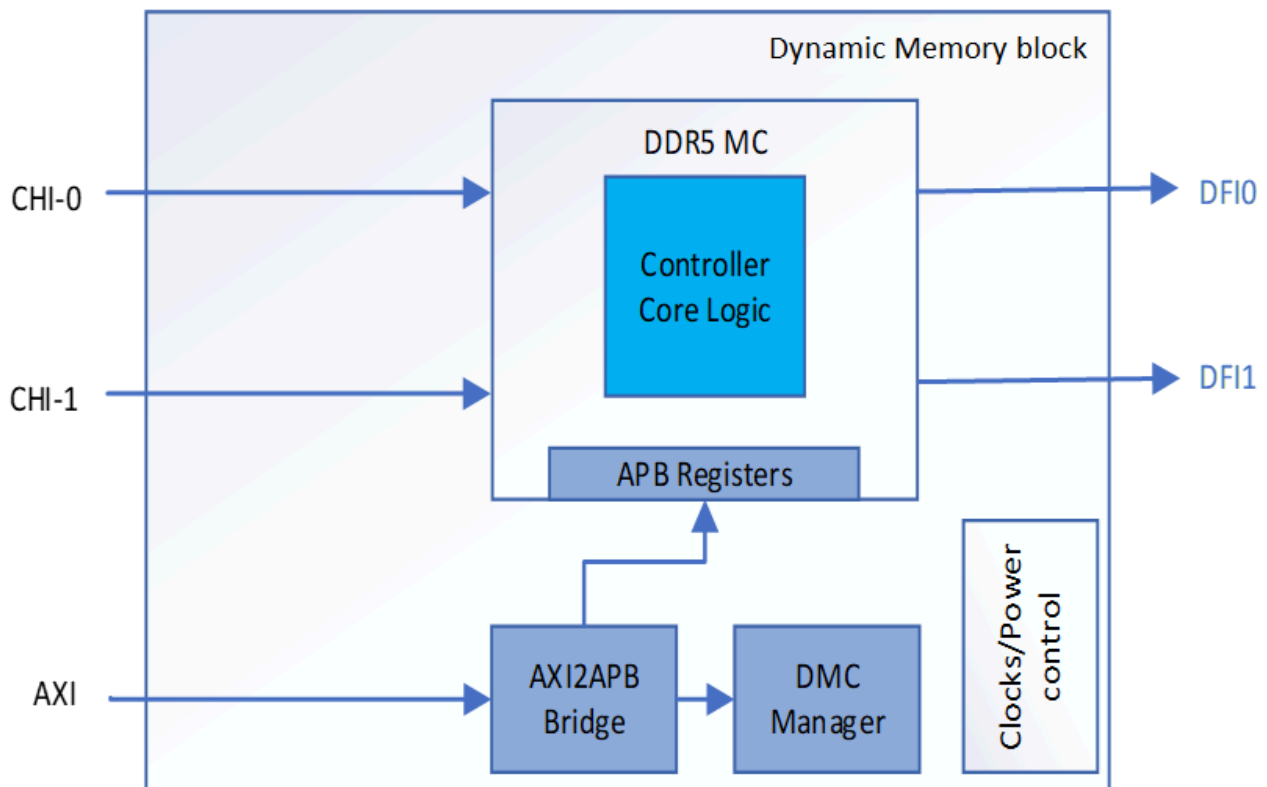 Dynamic Memory block
DDR5 MC
CHI-0
DFI0
Controller
Core Logic
CHI-1
DFI1
APB Registers
AXI
AXI2APB
Bridge
DMC
Manager
Clocks/Power
control